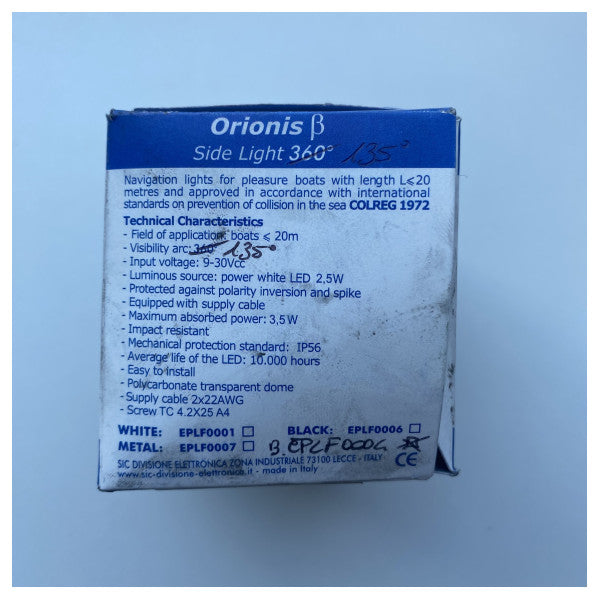 Orionis β
Side Light 360° 135°
Navigation lights for pleasure boats with length L⩽20
metres and approved in accordance with international
standards on prevention of collision in the sea COLREG 1972
Technical Characteristics
- Field of application: boats ⩽ 20m
- Visibility arc: 360° 135°
- Input voltage: 9-30Vcc
- Luminous source: power white LED 2,5W
- Protected against polarity inversion and spike
- Equipped with supply cable
- Maximum absorbed power: 3,5W
- Impact resistant
- Mechanical protection standard: IP56
- Average life of the LED: 10.000 hours
- Easy to install
- Polycarbonate transparent dome
- Supply cable 2x22AWG
- Screw TC 4.2X25 A4
WHITE: EPLF0001 BLACK: EPLF0006
METAL: EPLF0007 B.
SIC DIVISIONE ELETTRONICA ZONA INDUSTRIALE 73100 LECCE - ITALY
www.sic-divisione-elettronica.it - made in Italy CE